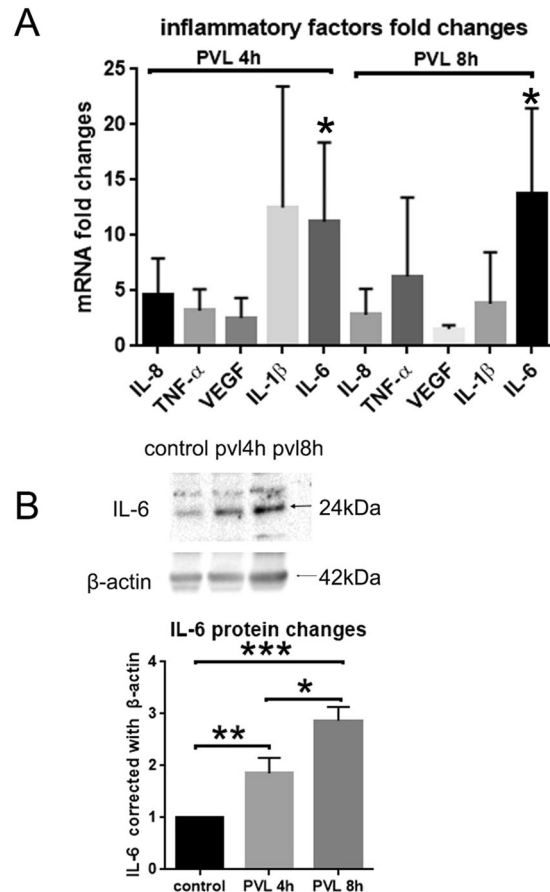 A
inflammatory factors fold changes
PVL 4h PVL 8h
mRNA fold changes
25
20
15
10
5
0
* *
IL-8 TNF-α VEGF IL-1β IL-6 IL-8 TNF-α VEGF IL-1β IL-6
control pvl4h pvl8h
B
IL-6 24kDa
β-actin 42kDa
IL-6 protein changes
IL-6 corrected with β-actin
4
3
2
1
0
***
*
**
control PVL 4h PVL 8h